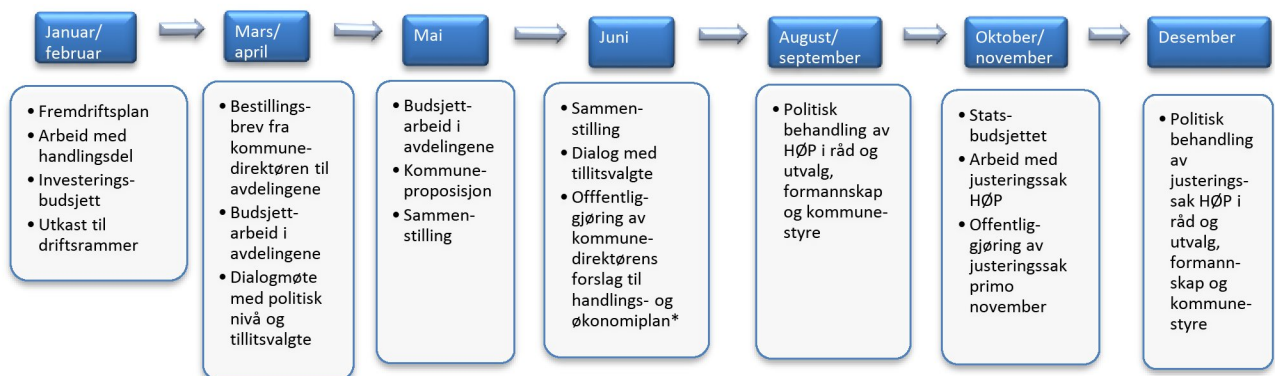 Januar/
februar
• Fremdriftsplan
• Arbeid med
handlingsdel
• Investerings-
budsjett
• Utkast til
driftsrammer
Mars/
april
• Bestillings-
brev fra
kommune-
direktøren til
avdelingene
• Budsjett-
arbeid i
avdelingene
• Dialogmøte
med politisk
nivå og
tillitsvalgte
Mai
• Budsjett-
arbeid i
avdelingene
• Kommune-
proposisjon
• Sammen-
stilling
Juni
• Sammen-
stilling
• Dialog med
tillitsvalgte
• Offfentlig-
gjøring av
kommune-
direktørens
forslag til
handlings- og
økonomiplan*
August/
september
• Politisk
behandling av
HØP i råd og
utvalg,
formannskap
og kommune-
styre
Oktober/
november
• Stats-
budsjettet
• Arbeid med
justeringssak
HØP
• Offentlig-
gjøring av
justeringssak
primo
november
Desember
• Politisk
behandling
av
justerings-
sak HØP i
råd og
utvalg,
formann-
skap og
kommune-
styre